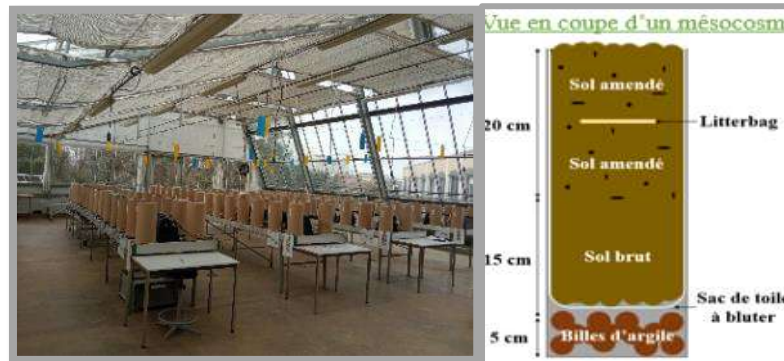 Vue en coupe d'un mésocosm
Sol amendé
20 cm
Litterbag
Sol amendé
15 cm
Sol brut
Sac de toile
à bluter
5 cm
Billes d'argile